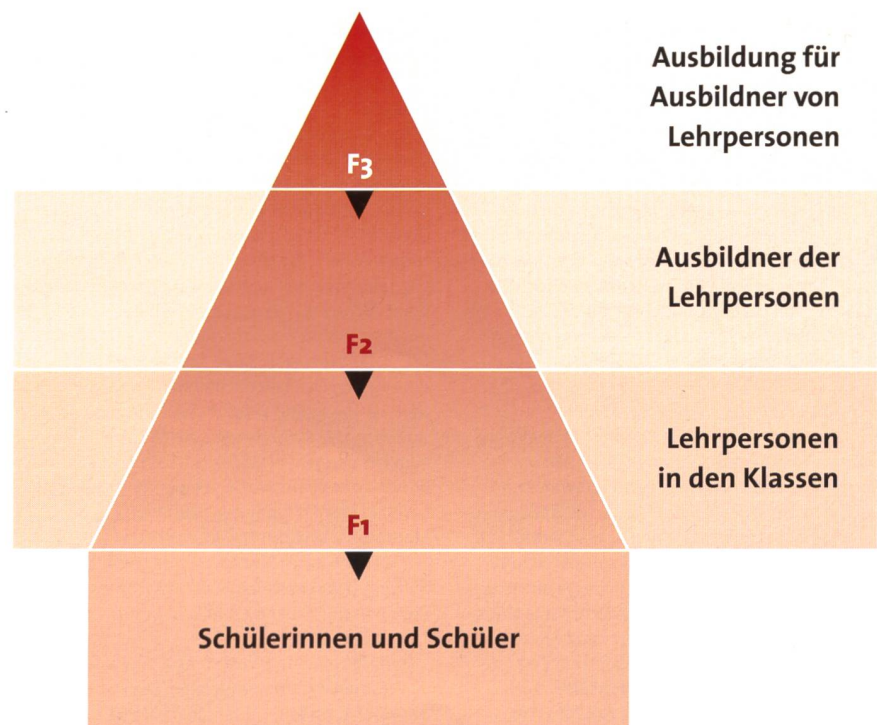 Ausbildung für
Ausbildner von
Lehrpersonen
F3
Ausbildner der
Lehrpersonen
F2
Lehrpersonen
in den Klassen
F1
Schülerinnen und Schüler